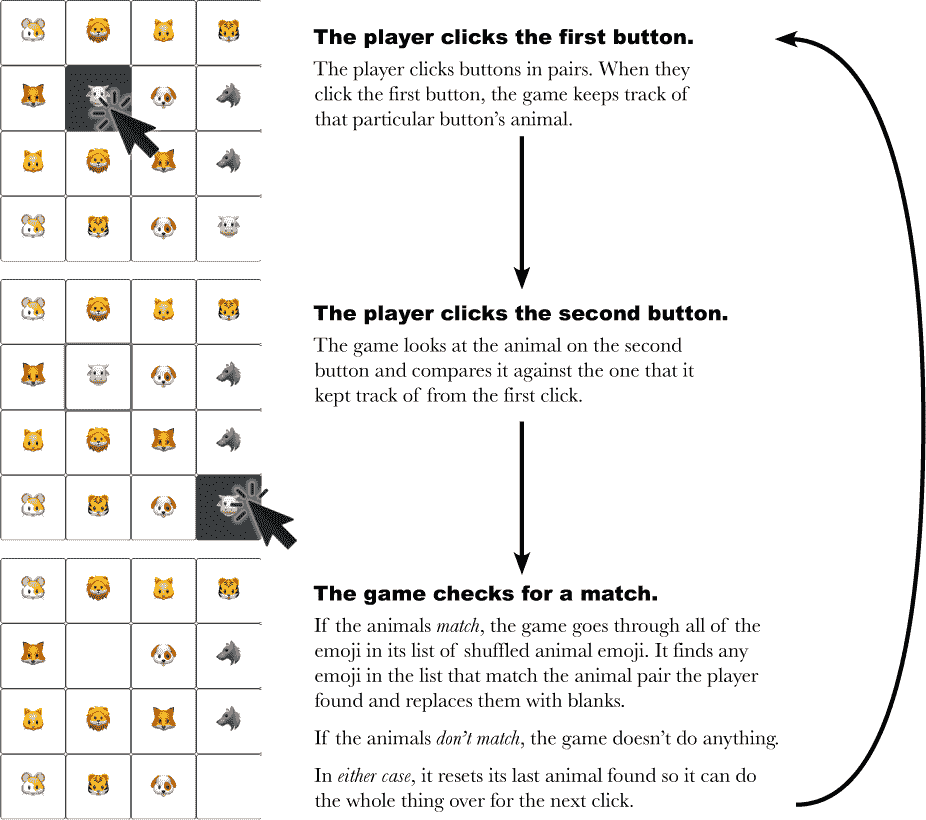 The player clicks the first button.
The player clicks buttons in pairs. When they
click the first button, the game keeps track of
that particular button’s animal.
The player clicks the second button.
The game looks at the animal on the second
button and compares it against the one that it
kept track of from the first click.
The game checks for a match.
If the animals match, the game goes through all of the
emoji in its list of shuffled animal emoji. It finds any
emoji in the list that match the animal pair the player
found and replaces them with blanks.
If the animals don’t match, the game doesn’t do anything.
In either case, it resets its last animal found so it can do
the whole thing over for the next click.